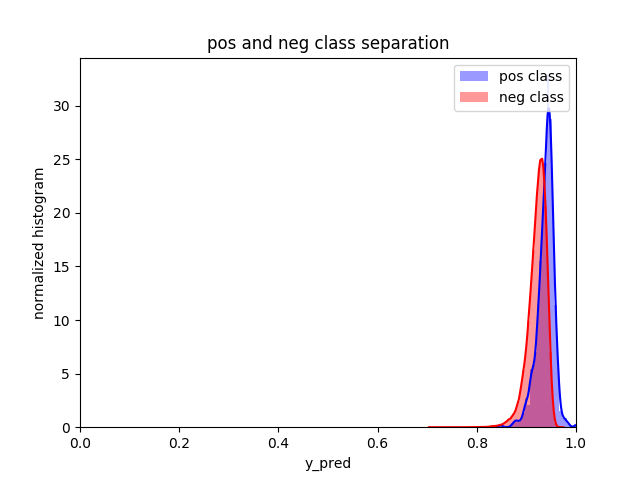 pos and neg class separation
pos class
neg class
normalized histogram
30
25
20
15
10
5
0
0.0 0.2 0.4 0.6 0.8 1.0
y_pred